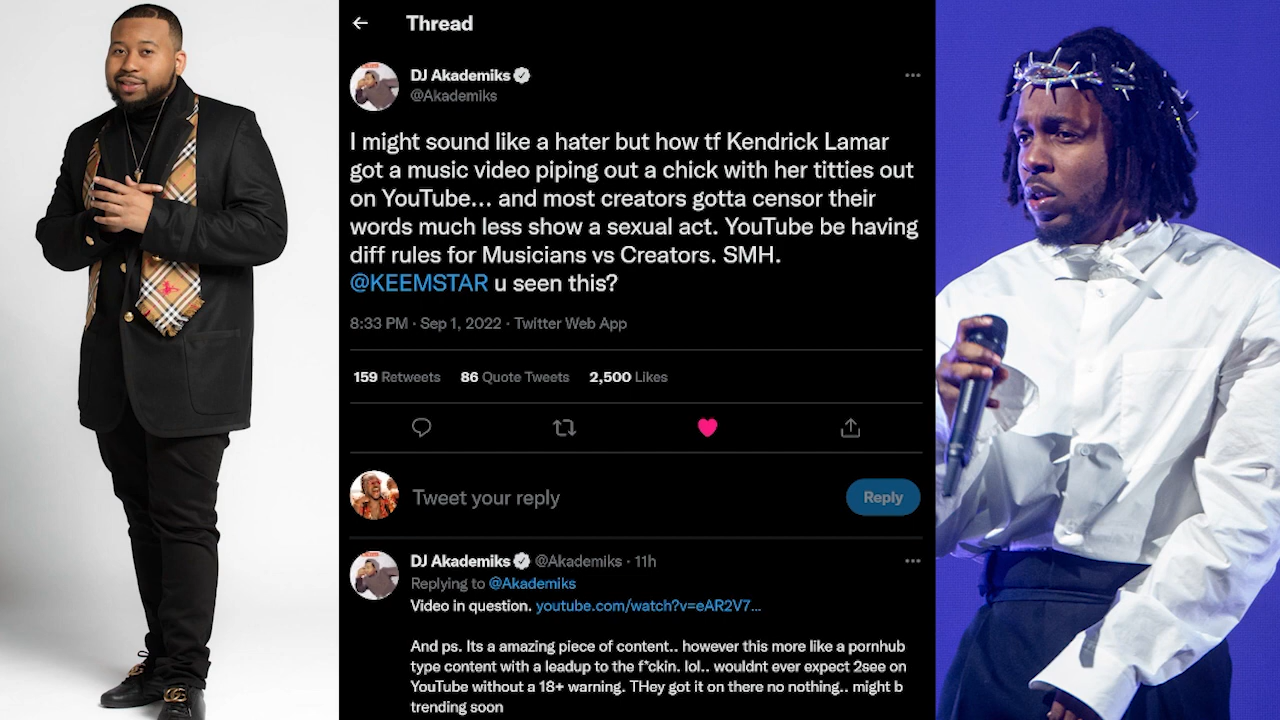 Thread
DJ Akademiks
@Akademiks
I might sound like a hater but how tf Kendrick Lamar
got a music video piping out a chick with her titties out
on YouTube... and most creators gotta censor their
words much less show a sexual act. YouTube be having
diff rules for Musicians vs Creators. SMH.
@KEEMSTAR u seen this?
8:33 PM · Sep 1, 2022 · Twitter Web App
159 Retweets 86 Quote Tweets 2,500 Likes
Tweet your reply
Reply
DJ Akademiks @Akademiks · 11h
Replying to @Akademiks
Video in question. youtube.com/watch?v=eAR2V7...
And ps. Its a amazing piece of content.. however this more like a pornhub
type content with a leadup to the f*ckin. lol.. wouldnt ever expect 2see on
YouTube without a 18+ warning. THey got it on there no nothing.. might b
trending soon